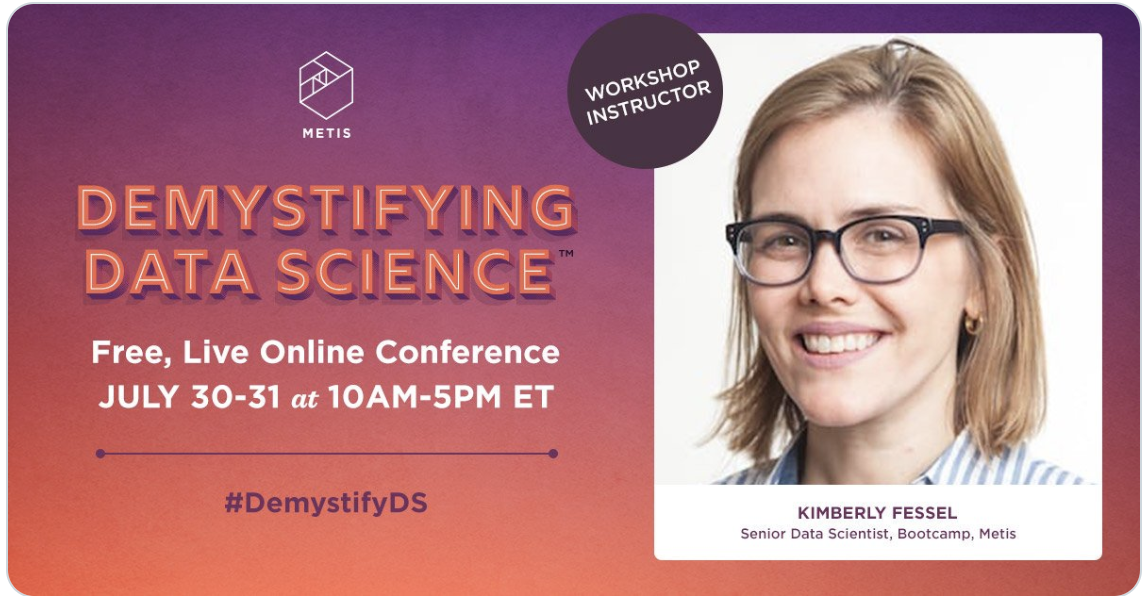 METIS
DEMYSTIFYING
DATA SCIENCE™
Free, Live Online Conference
JULY 30-31 at 10AM-5PM ET
#DemystifyDS
WORKSHOP
INSTRUCTOR
KIMBERLY FESSEL
Senior Data Scientist, Bootcamp, Metis